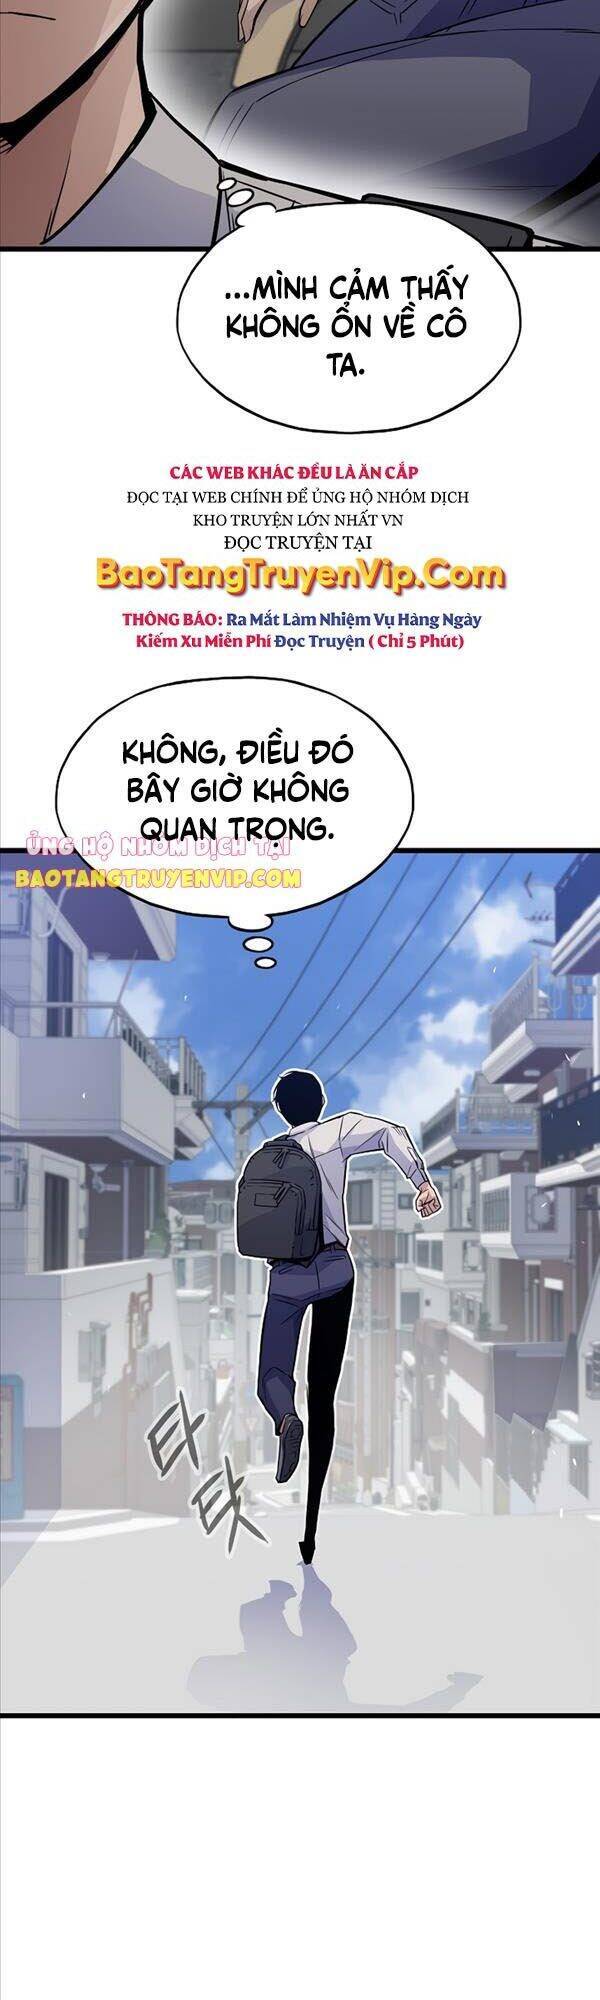 ...MÌNH CẢM THẤY
KHÔNG ỔN VỀ CÔ
TA.
CÁC WEB KHÁC ĐỀU LÀ ĂN CẮP
ĐỌC TẠI WEB CHÍNH ĐỂ ỦNG HỘ NHÓM DỊCH
KHO TRUYỆN LỚN NHẤT VN
ĐỌC TRUYỆN TẠI
BaoTangTruyenVip.Com
THÔNG BÁO: Ra Mắt Làm Nhiệm Vụ Hàng Ngày
Kiếm Xu Miễn Phí Đọc Truyện ( Chỉ 5 Phút)
KHÔNG, ĐIỀU ĐÓ
BÂY GIỜ KHÔNG
QUAN TRỌNG.
ỦNG HỘ NHÓM DỊCH TẠI
BAOTANGTRUYENVIP.COM
타
탓